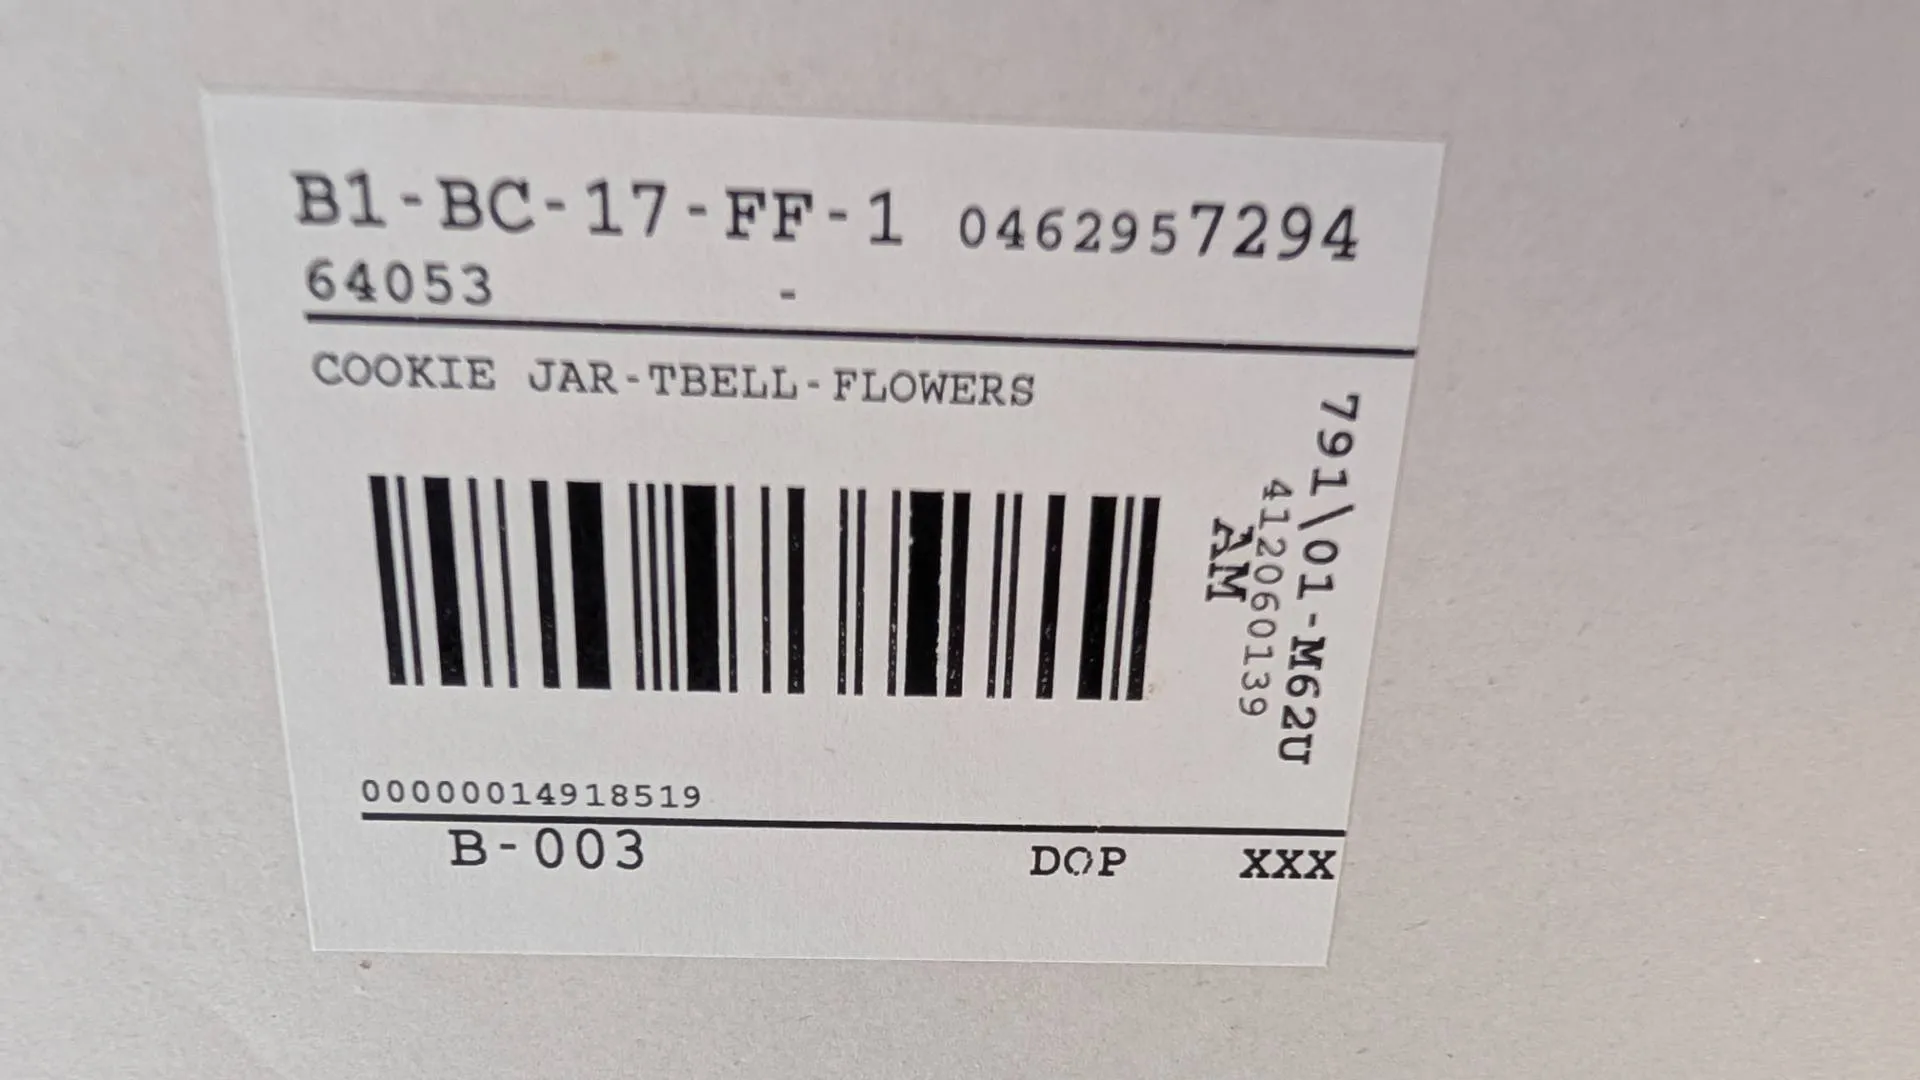 B1-BC-17-FF-1 0462957294
64053 -
COOKIE JAR-TBELL-FLOWERS
791\01-M62U
412060139
AM
00000014918519
B-003 DOP XXX